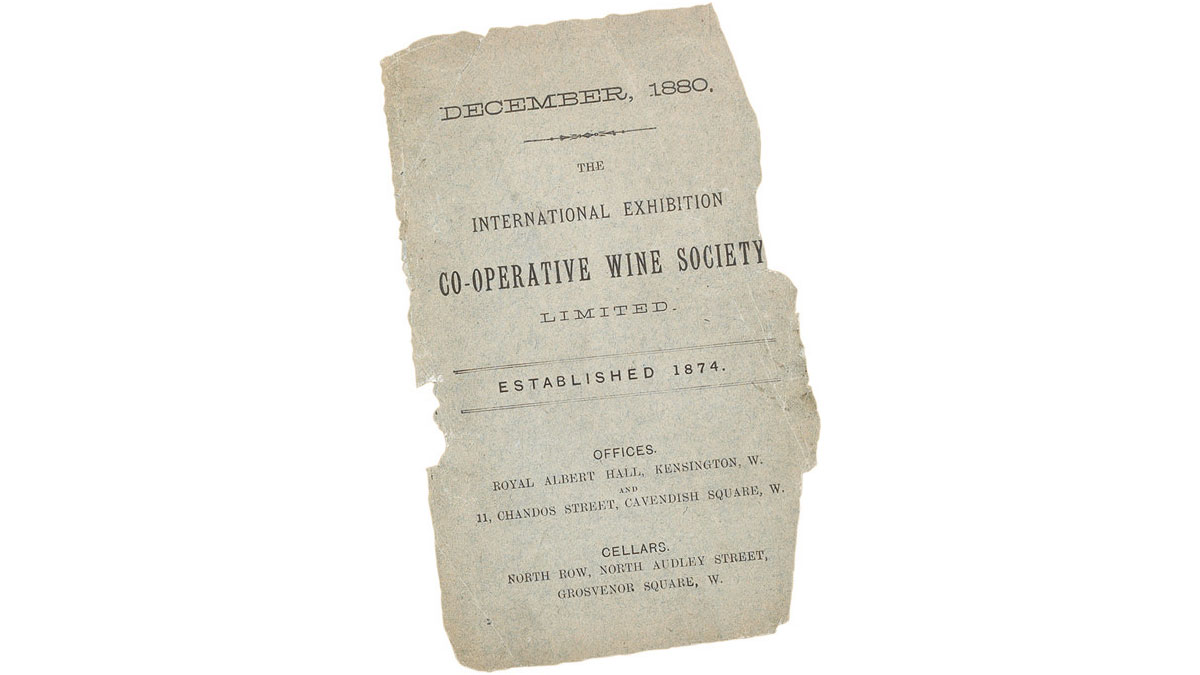 DECEMBER, 1880.
THE
INTERNATIONAL EXHIBITION
CO-OPERATIVE WINE SOCIETY
LIMITED.
ESTABLISHED 1874.
OFFICES.
ROYAL ALBERT HALL, KENSINGTON, W.
AND
11, CHANDOS STREET, CAVENDISH SQUARE, W.
CELLARS.
NORTH ROW, NORTH AUDLEY STREET,
GROSVENOR SQUARE, W.